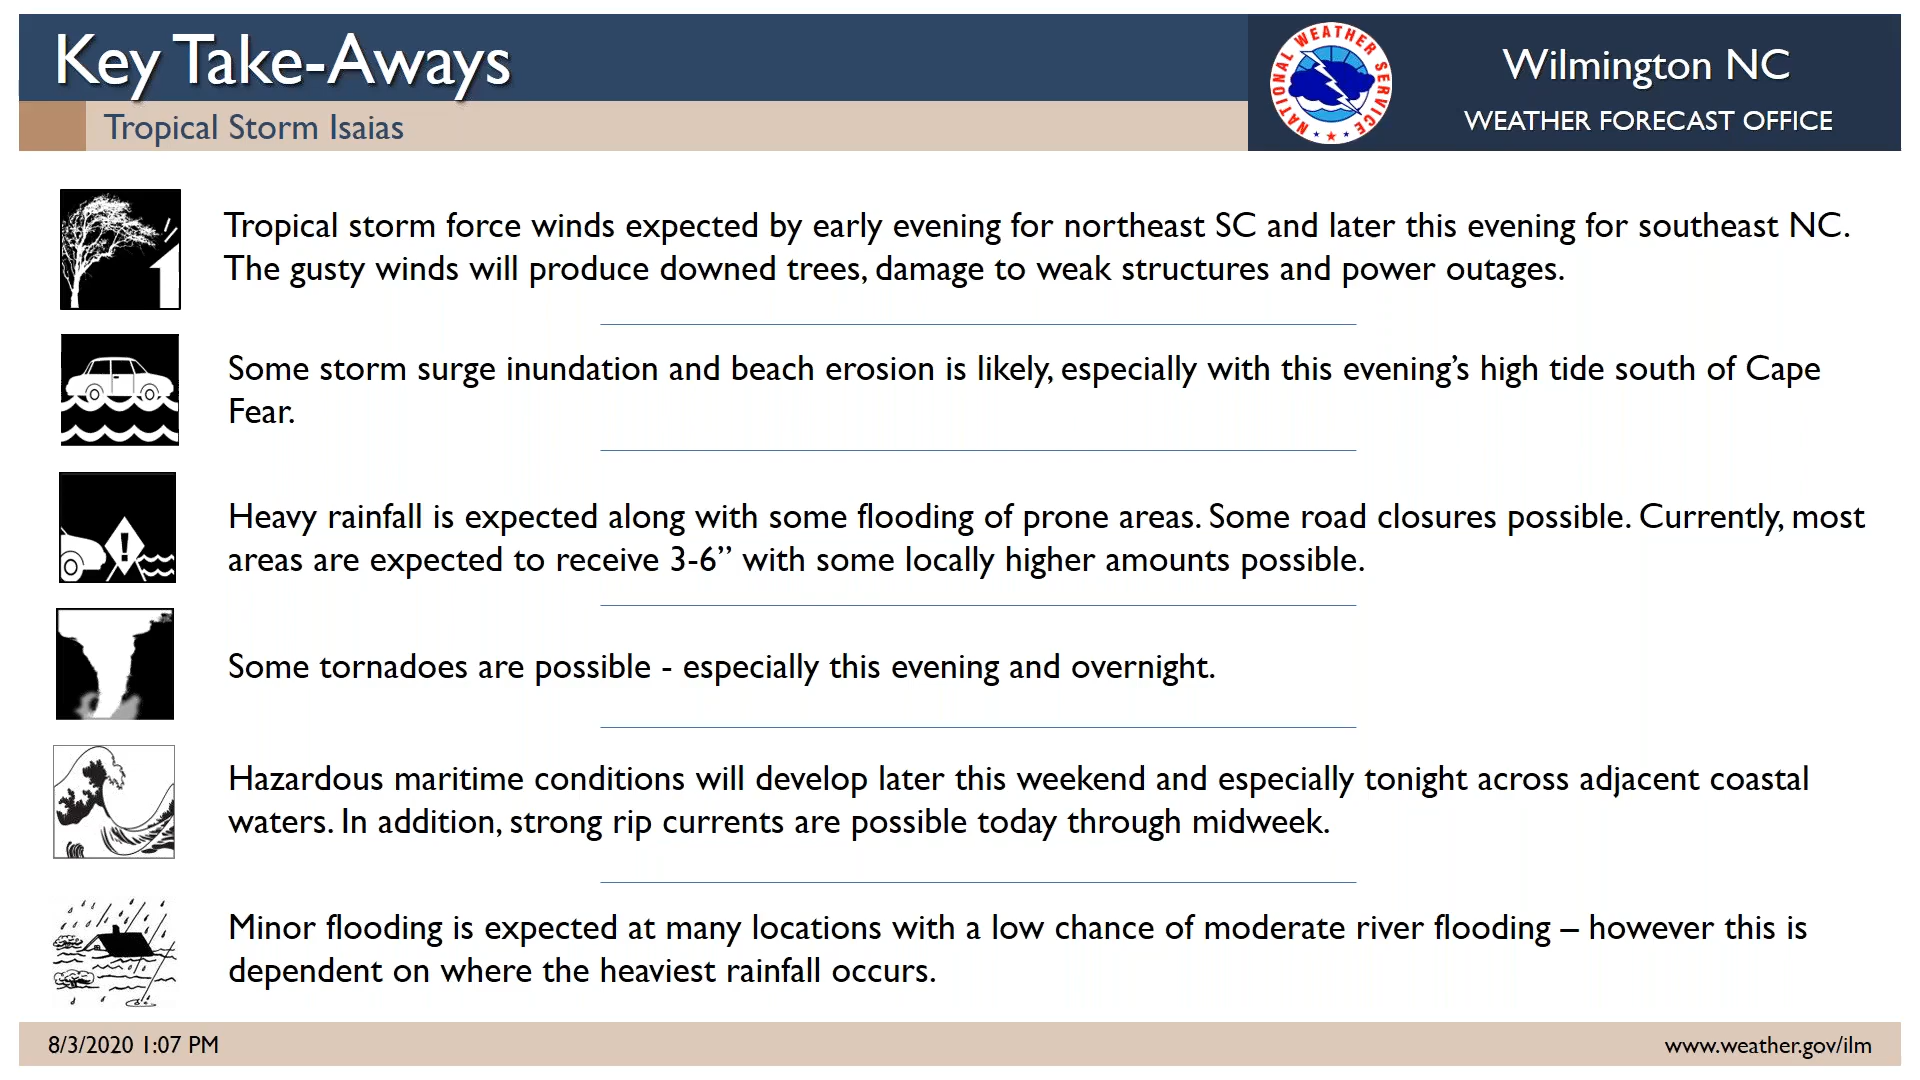 Key Take-Aways
Tropical Storm Isaias
NATIONAL WEATHER SERVICE
Wilmington NC
WEATHER FORECAST OFFICE
Tropical storm force winds expected by early evening for northeast SC and later this evening for southeast NC.
The gusty winds will produce downed trees, damage to weak structures and power outages.
Some storm surge inundation and beach erosion is likely, especially with this evening’s high tide south of Cape
Fear.
Heavy rainfall is expected along with some flooding of prone areas. Some road closures possible. Currently, most
areas are expected to receive 3-6” with some locally higher amounts possible.
Some tornadoes are possible - especially this evening and overnight.
Hazardous maritime conditions will develop later this weekend and especially tonight across adjacent coastal
waters. In addition, strong rip currents are possible today through midweek.
Minor flooding is expected at many locations with a low chance of moderate river flooding – however this is
dependent on where the heaviest rainfall occurs.
8/3/2020 1:07 PM
www.weather.gov/ilm